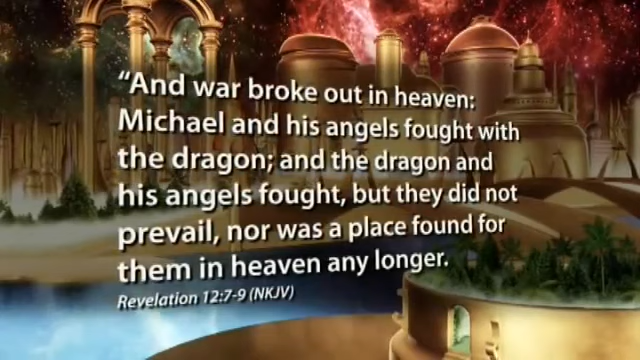 “And war broke out in heaven:
Michael and his angels fought with
the dragon; and the dragon and
his angels fought, but they did not
prevail, nor was a place found for
them in heaven any longer.
Revelation 12:7-9 (NKJV)